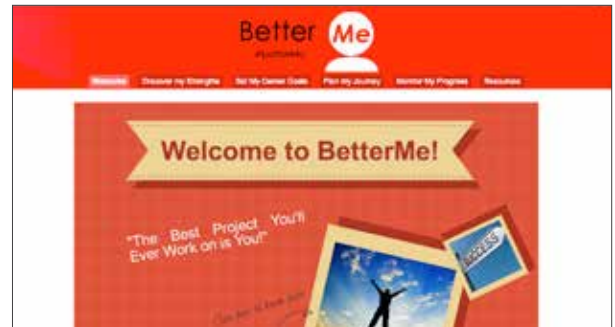 Better Me
Welcome Discover my Strengths Set My Career Goals Plan My Journey Monitor My Progress Resources
Welcome to BetterMe!
"The Best Project You'll
Ever Work on is You!"
SUCCESS